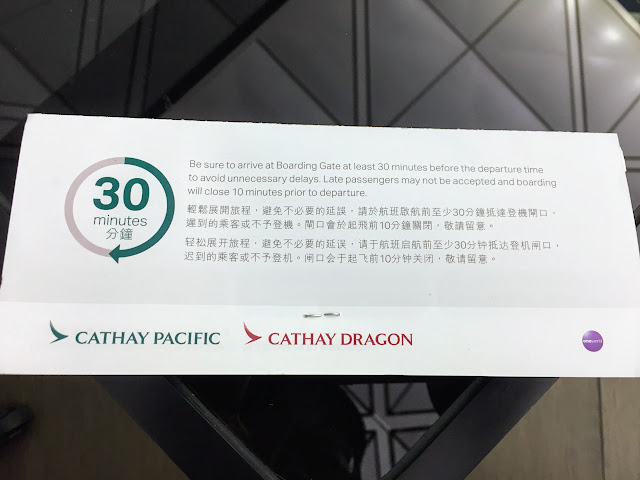 30
minutes
分鐘
Be sure to arrive at Boarding Gate at least 30 minutes before the departure time
to avoid unnecessary delays. Late passengers may not be accepted and boarding
will close 10 minutes prior to departure.
輕鬆展開旅程，避免不必要的延誤，請於航班啟航前至少30分鐘抵達登機閘口，
遲到的乘客或不予登機。閘口會於起飛前10分鐘關閉，敬請留意。
轻松展开旅程，避免不必要的延误，请于航班启航前至少30分钟抵达登机闸口，
迟到的乘客或不予登机。闸口会于起飞前10分钟关闭，敬请留意。
CATHAY PACIFIC
CATHAY DRAGON
oneworld